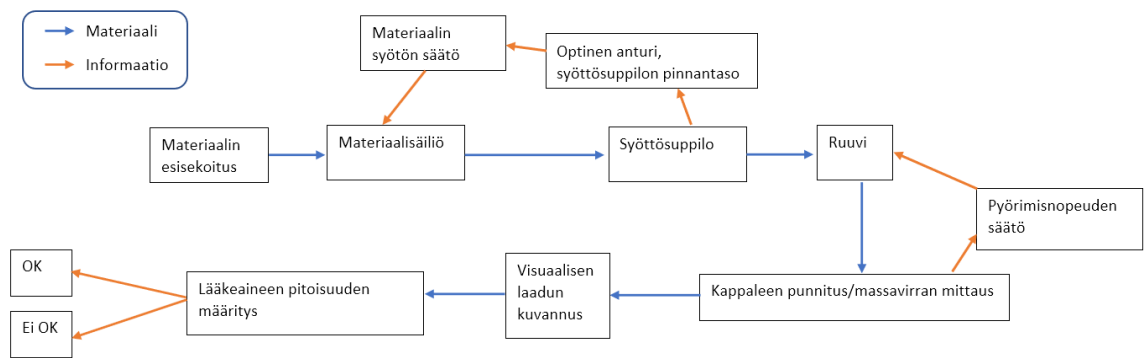 Materiaali
Informaatio
Materiaalin
syötön säätö
Optinen anturi,
syöttösuppilon pinnantaso
Materiaalin
esisekoitus
Materiaalisäiliö
Syöttösuppilo
Ruuvi
Pyörimisnopeuden
säätö
Kappaleen punnitus/massavirran mittaus
Visuaalisen
laadun
kuvannus
Lääkeaineen pitoisuuden
määritys
OK
Ei OK